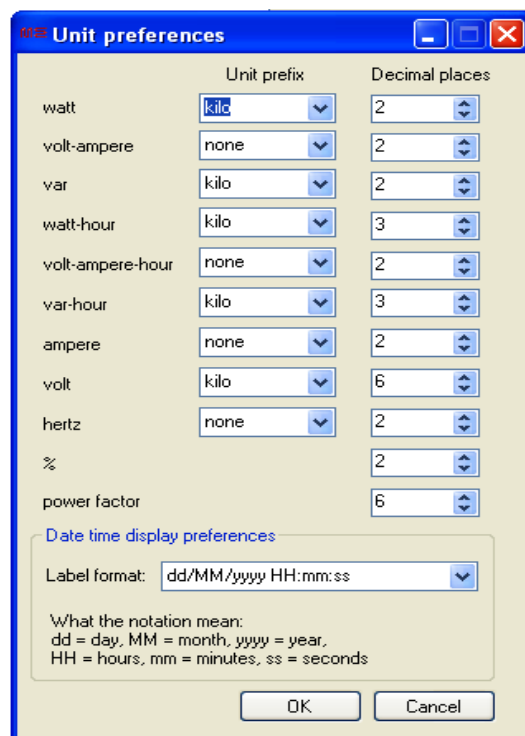 Unit preferences
Unit prefix Decimal places
watt kilo 2
volt-ampere none 2
var kilo 2
watt-hour kilo 3
volt-ampere-hour none 2
var-hour kilo 3
ampere none 2
volt kilo 6
hertz none 2
% 2
power factor 6
Date time display preferences
Label format: dd/MM/yyyy HH:mm:ss
What the notation mean:
dd = day, MM = month, yyyy = year,
HH = hours, mm = minutes, ss = seconds
OK Cancel